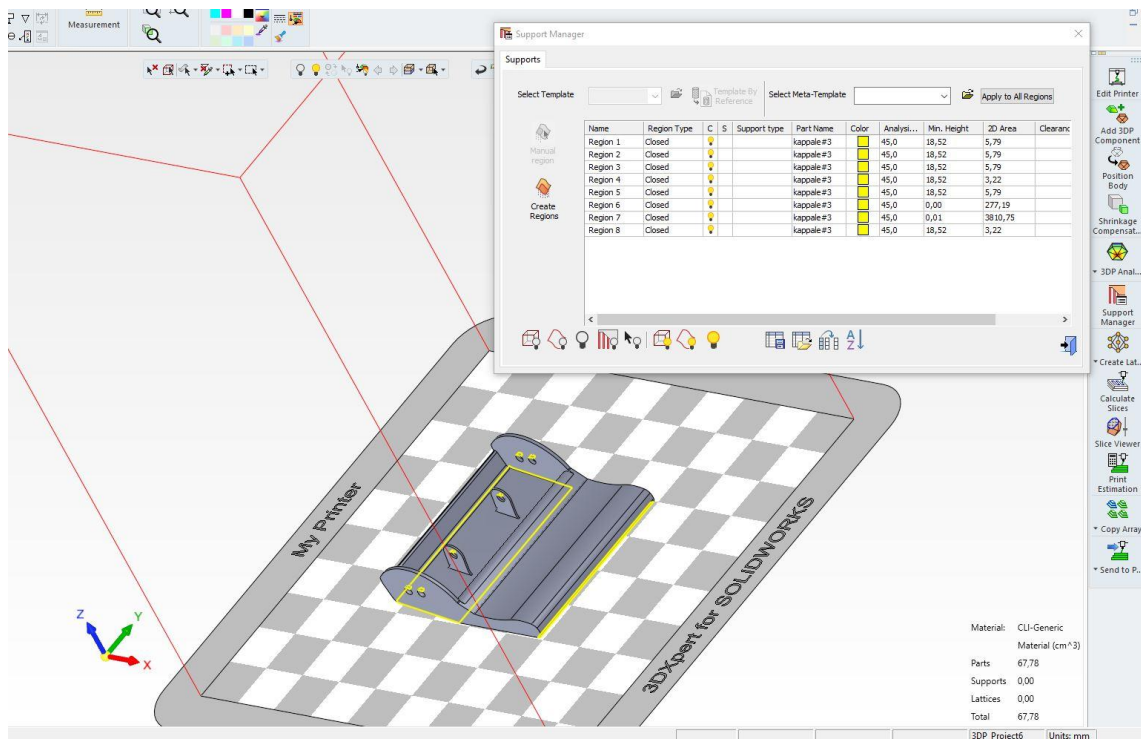 Measurement
Support Manager
Supports
Select Template
Template By
Reference
Select Meta-Template
Apply to All Regions
Manual
region
Create
Regions
Name Region Type C S Support type Part Name Color Analysi... Min. Height 2D Area Clearanc
Region 1 Closed kappale#3 45,0 18,52 5,79
Region 2 Closed kappale#3 45,0 18,52 5,79
Region 3 Closed kappale#3 45,0 18,52 5,79
Region 4 Closed kappale#3 45,0 18,52 3,22
Region 5 Closed kappale#3 45,0 18,52 5,79
Region 6 Closed kappale#3 45,0 0,00 277,19
Region 7 Closed kappale#3 45,0 0,01 3810,75
Region 8 Closed kappale#3 45,0 18,52 3,22
A
Z
Edit Printer
Add 3DP
Component
Position
Body
Shrinkage
Compensat...
3DP Anal...
Support
Manager
Create Lat...
Calculate
Slices
Slice Viewer
Print
Estimation
Copy Array
Send to P...
My Printer
3DXpert for SOLIDWORKS
Z
Y
X
Material: CLI-Generic
Material (cm^3)
Parts 67,78
Supports 0,00
Lattices 0,00
Total 67,78
3DP_Project6 Units: mm